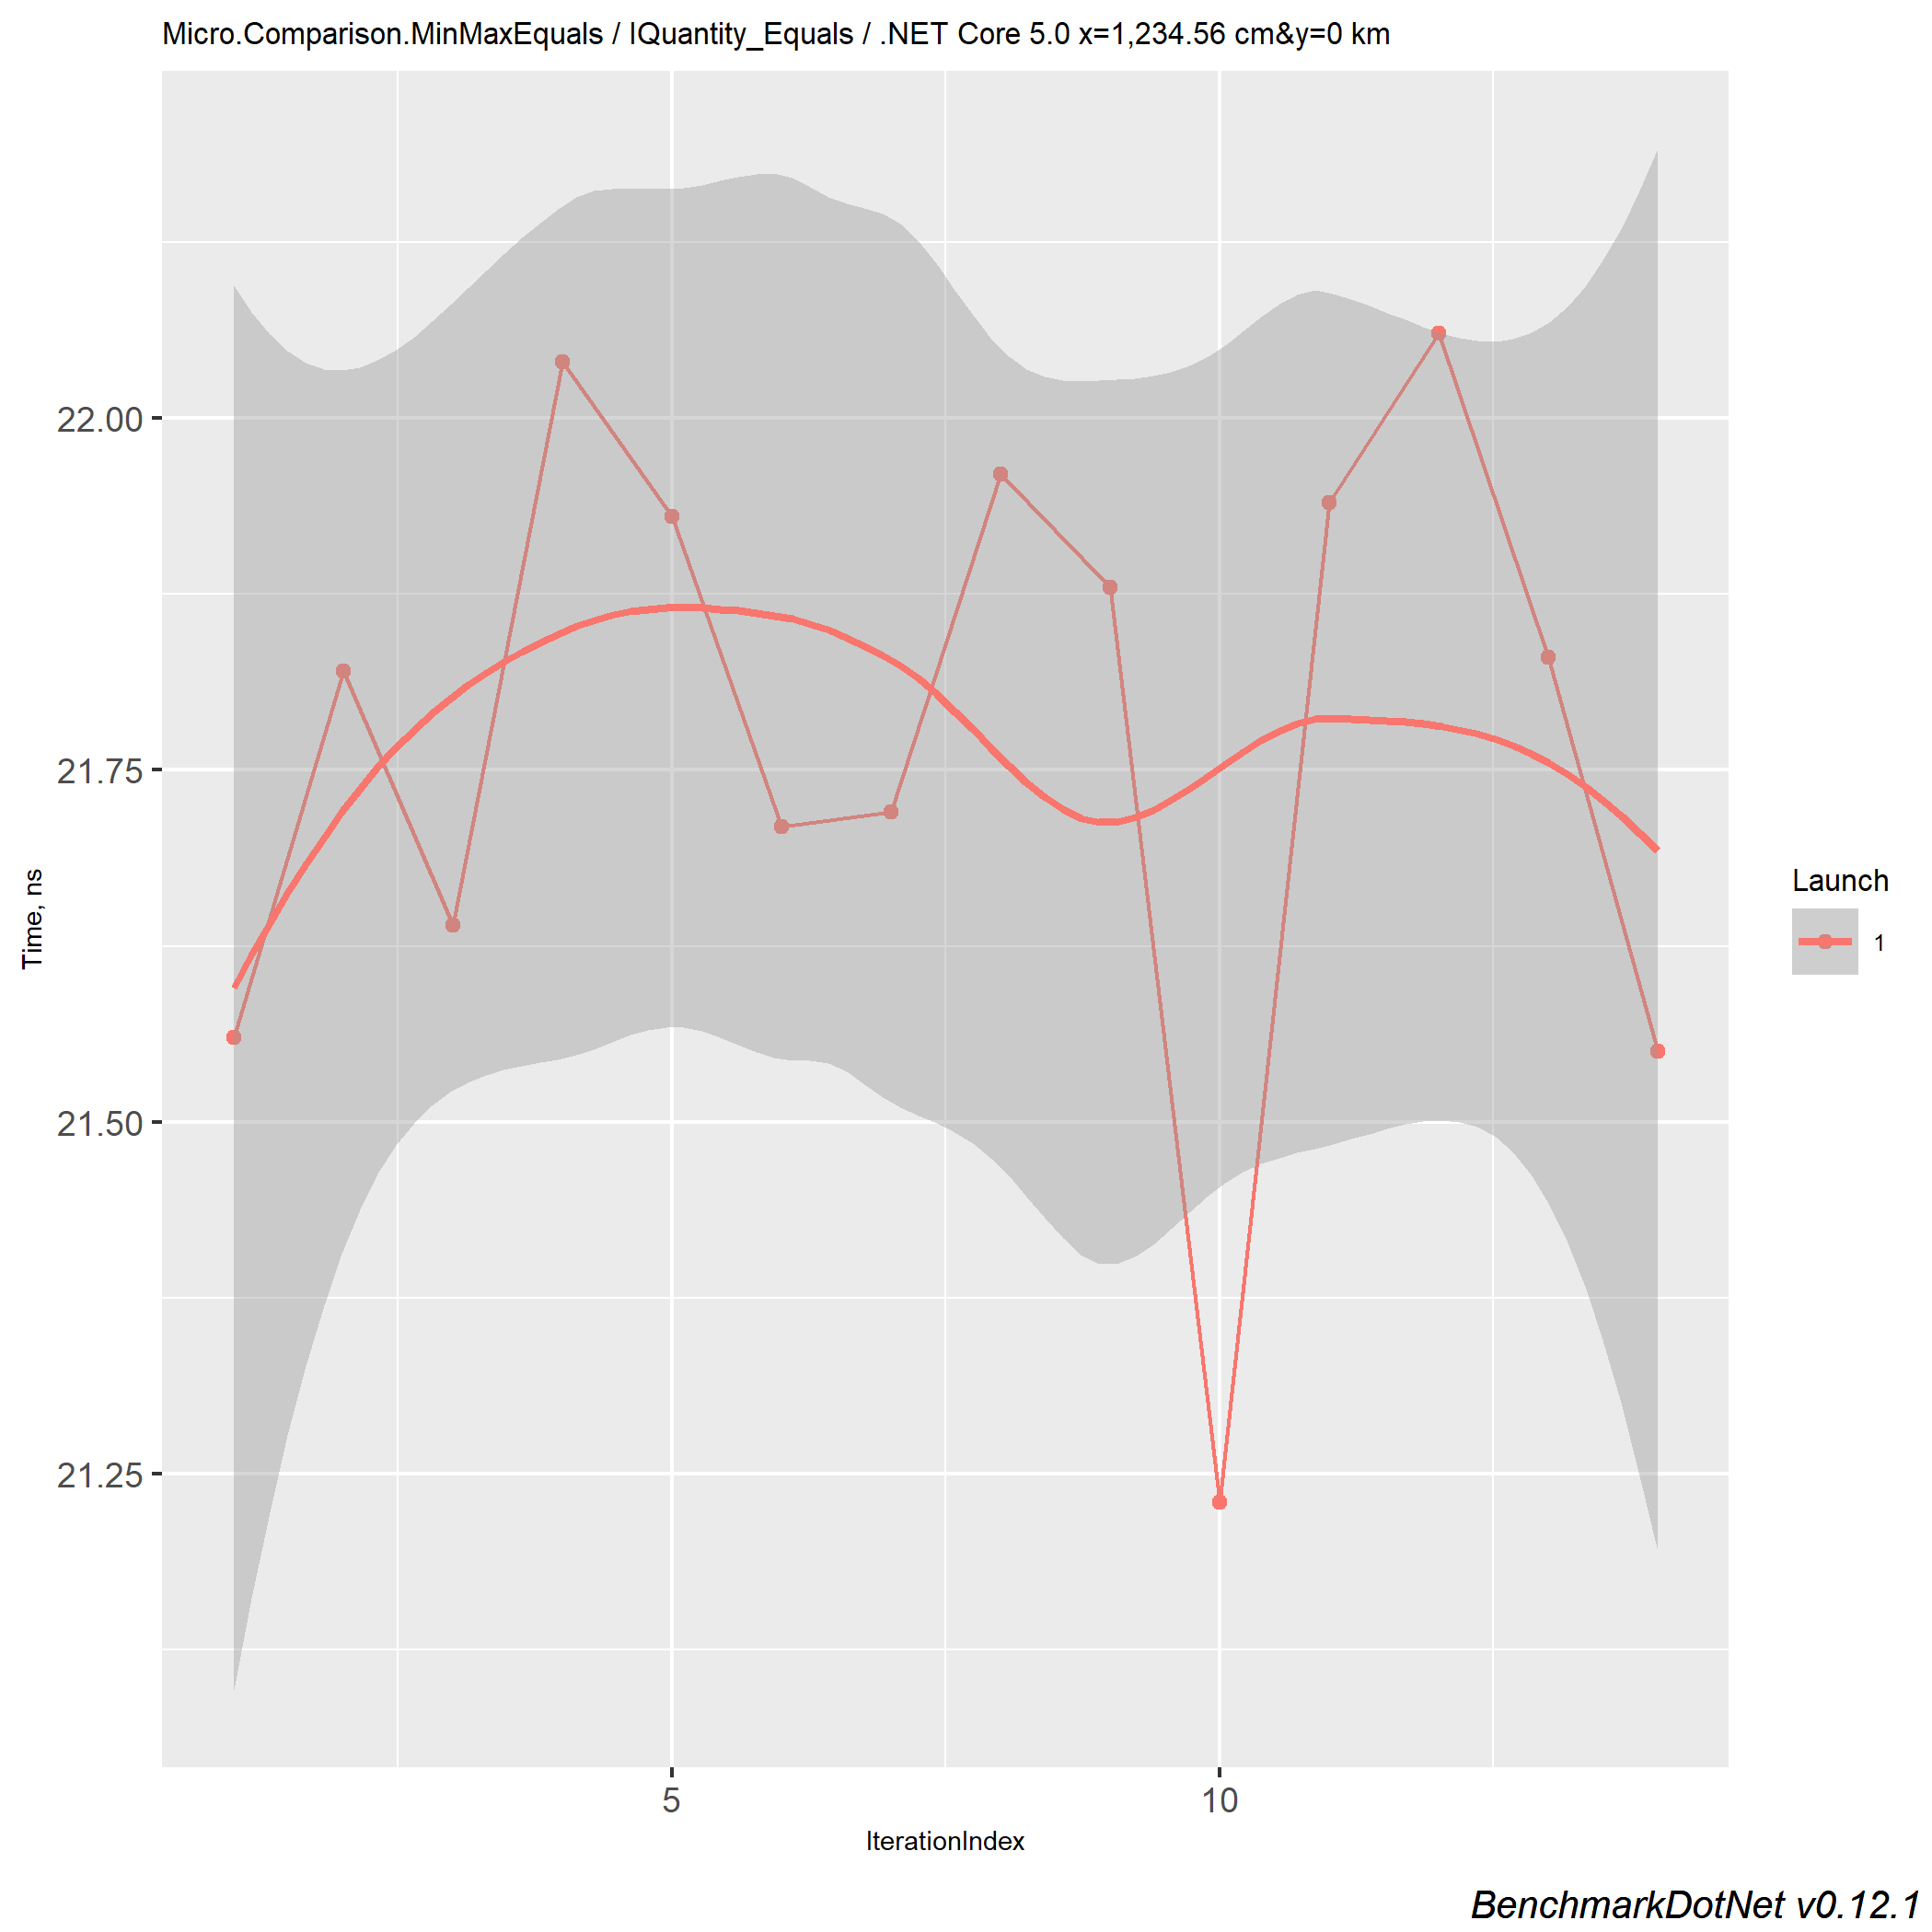 Micro.Comparison.MinMaxEquals / IQuantity_Equals / .NET Core 5.0 x=1,234.56 cm&y=0 km
22.00
21.75
21.50
21.25
Time, ns
5
10
IterationIndex
Launch
1
BenchmarkDotNet v0.12.1